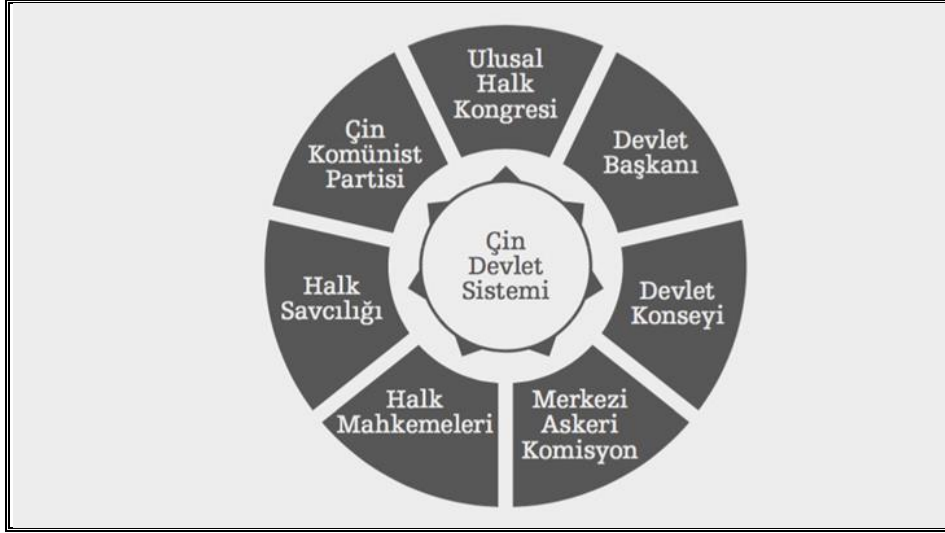 Ulusal
Halk
Kongresi
Devlet
Başkanı
Devlet
Konseyi
Merkezi
Askeri
Komisyon
Halk
Mahkemeleri
Halk
Savcılığı
Çin
Komünist
Partisi
Çin
Devlet
Sistemi